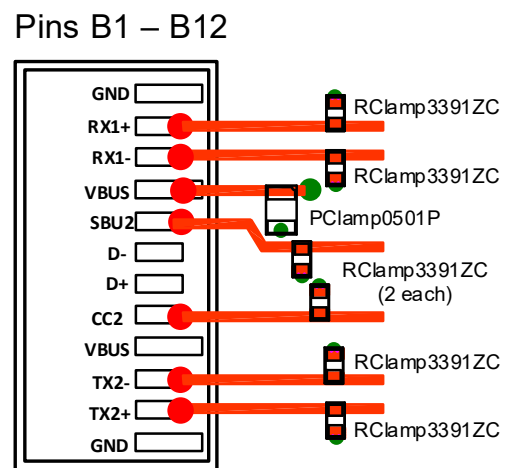 Pins B1 – B12
GND
RClamp3391ZC
RX1+
RX1-
RClamp3391ZC
VBUS
SBU2
PClamp0501P
D-
RClamp3391ZC
D+
(2 each)
CC2
VBUS
RClamp3391ZC
TX2-
TX2+
RClamp3391ZC
GND